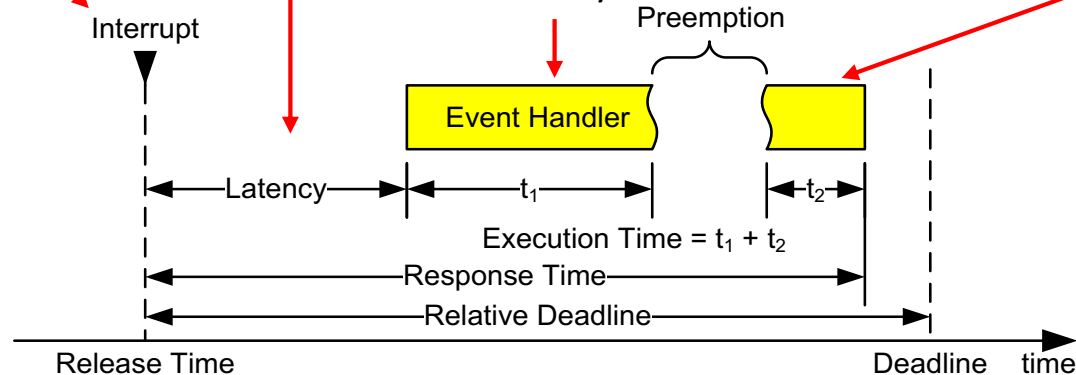 Preemption
Interrupt
Event Handler
Latency
t₁
t₂
Execution Time = t₁ + t₂
Response Time
Relative Deadline
Release Time
Deadline
time